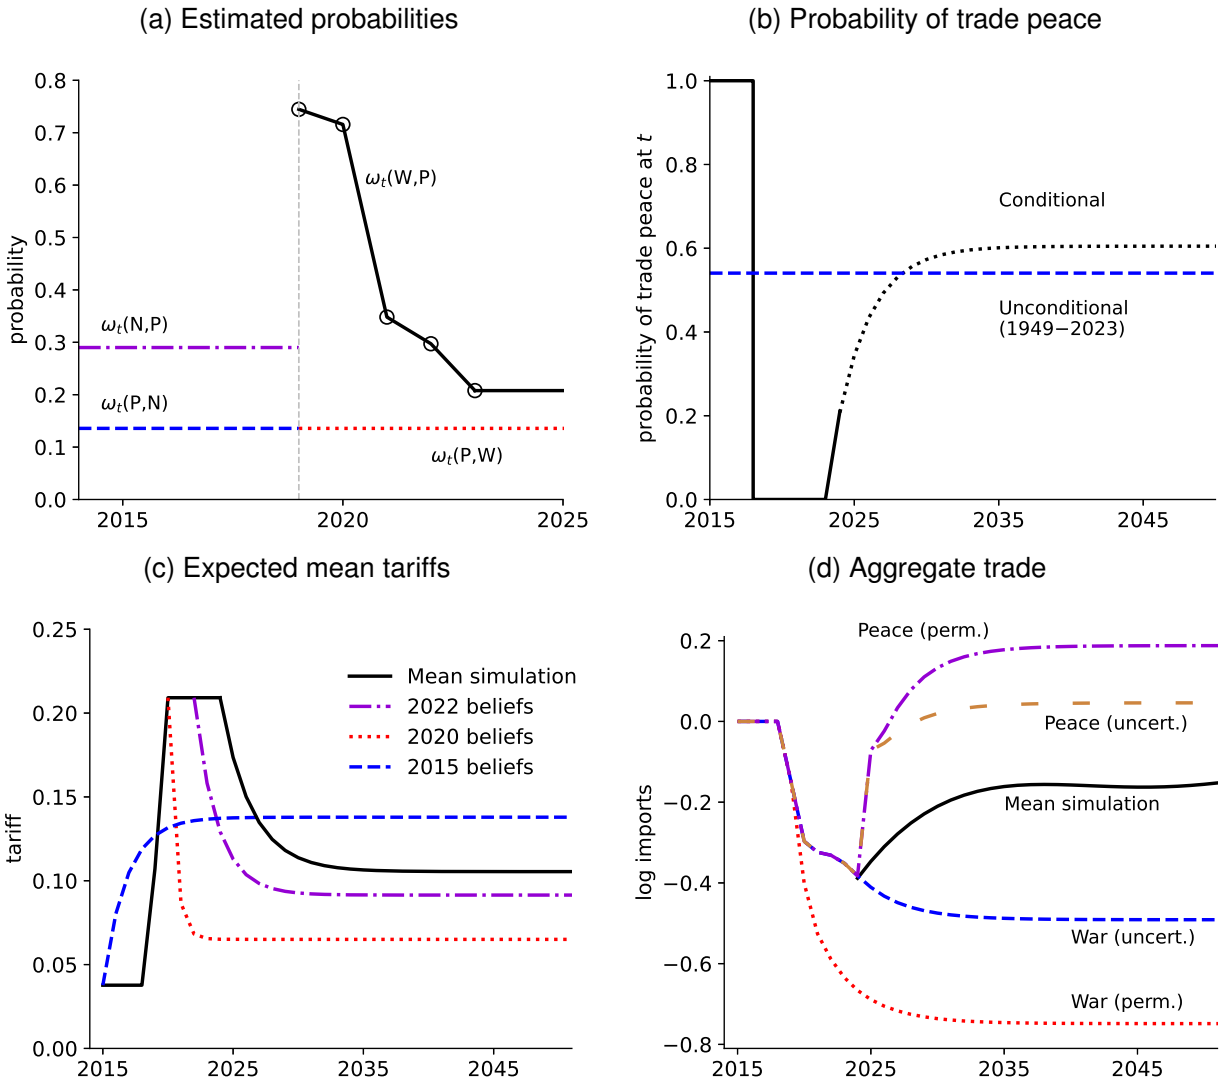 (a) Estimated probabilities
0.8
0.7
0.6
0.5
0.4
0.3
0.2
0.1
0.0
probability
ωt(W,P)
ωt(N,P)
ωt(P,N)
ωt(P,W)
2015 2020 2025
(b) Probability of trade peace
1.0
0.8
0.6
0.4
0.2
0.0
probability of trade peace at t
Conditional
Unconditional
(1949−2023)
2015 2025 2035 2045
(c) Expected mean tariffs
0.25
0.20
0.15
0.10
0.05
0.00
tariff
Mean simulation
2022 beliefs
2020 beliefs
2015 beliefs
2015 2025 2035 2045
(d) Aggregate trade
0.2
0.0
−0.2
−0.4
−0.6
−0.8
log imports
Peace (perm.)
Peace (uncert.)
Mean simulation
War (uncert.)
War (perm.)
2015 2025 2035 2045